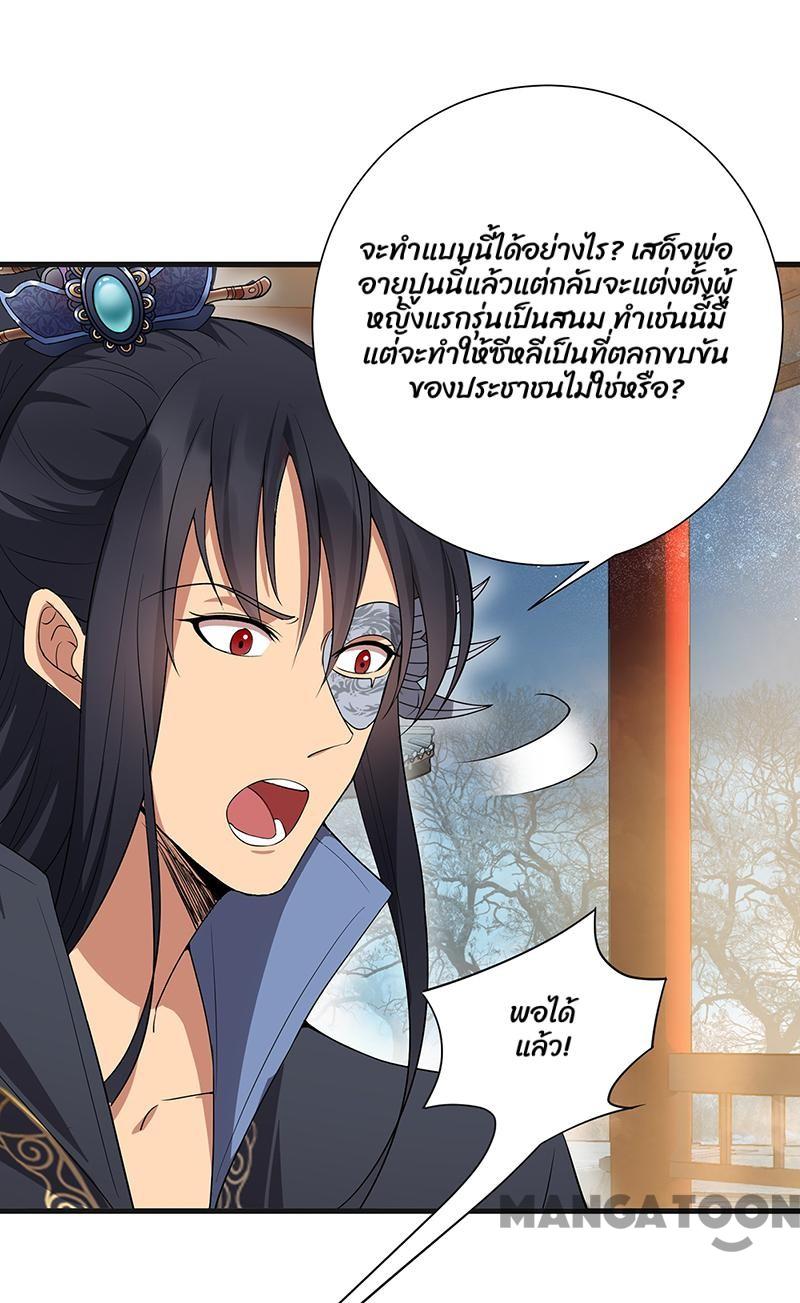 จะทำแบบนี้ได้อย่างไร? เสด็จพ่อ
อายุปูนนี้แล้วแต่กลับจะแต่งตั้งผู้
หญิงแรกรุ่นเป็นสนม ทำเช่นนี้มี
แต่จะทำให้ซีหลีเป็นที่ตลกขบขัน
ของประชาชนไม่ใช่หรือ?
พอได้
แล้ว!
MANGATOON